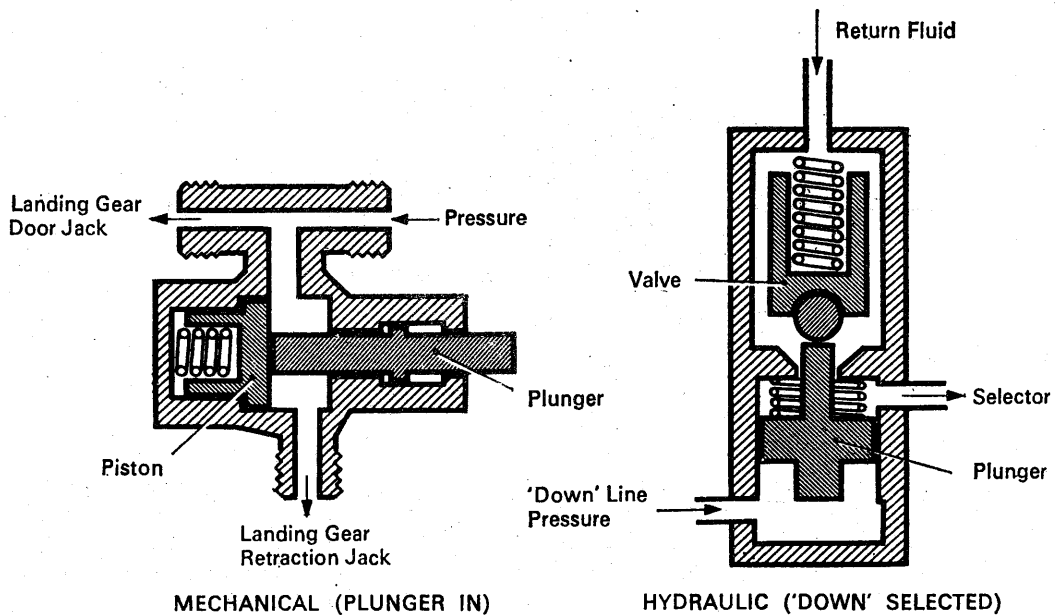 Return Fluid
Landing Gear
Door Jack
Pressure
Valve
Plunger
Selector
Piston
Plunger
'Down' Line
Pressure
Landing Gear
Retraction Jack
MECHANICAL (PLUNGER IN)
HYDRAULIC ('DOWN' SELECTED)